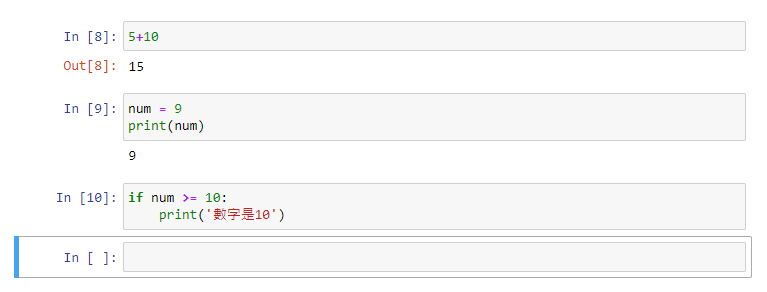 In [8]: 5+10
Out[8]: 15
In [9]: num = 9
print(num)
9
In [10]: if num >= 10:
    print('數字是10')
In [ ]: